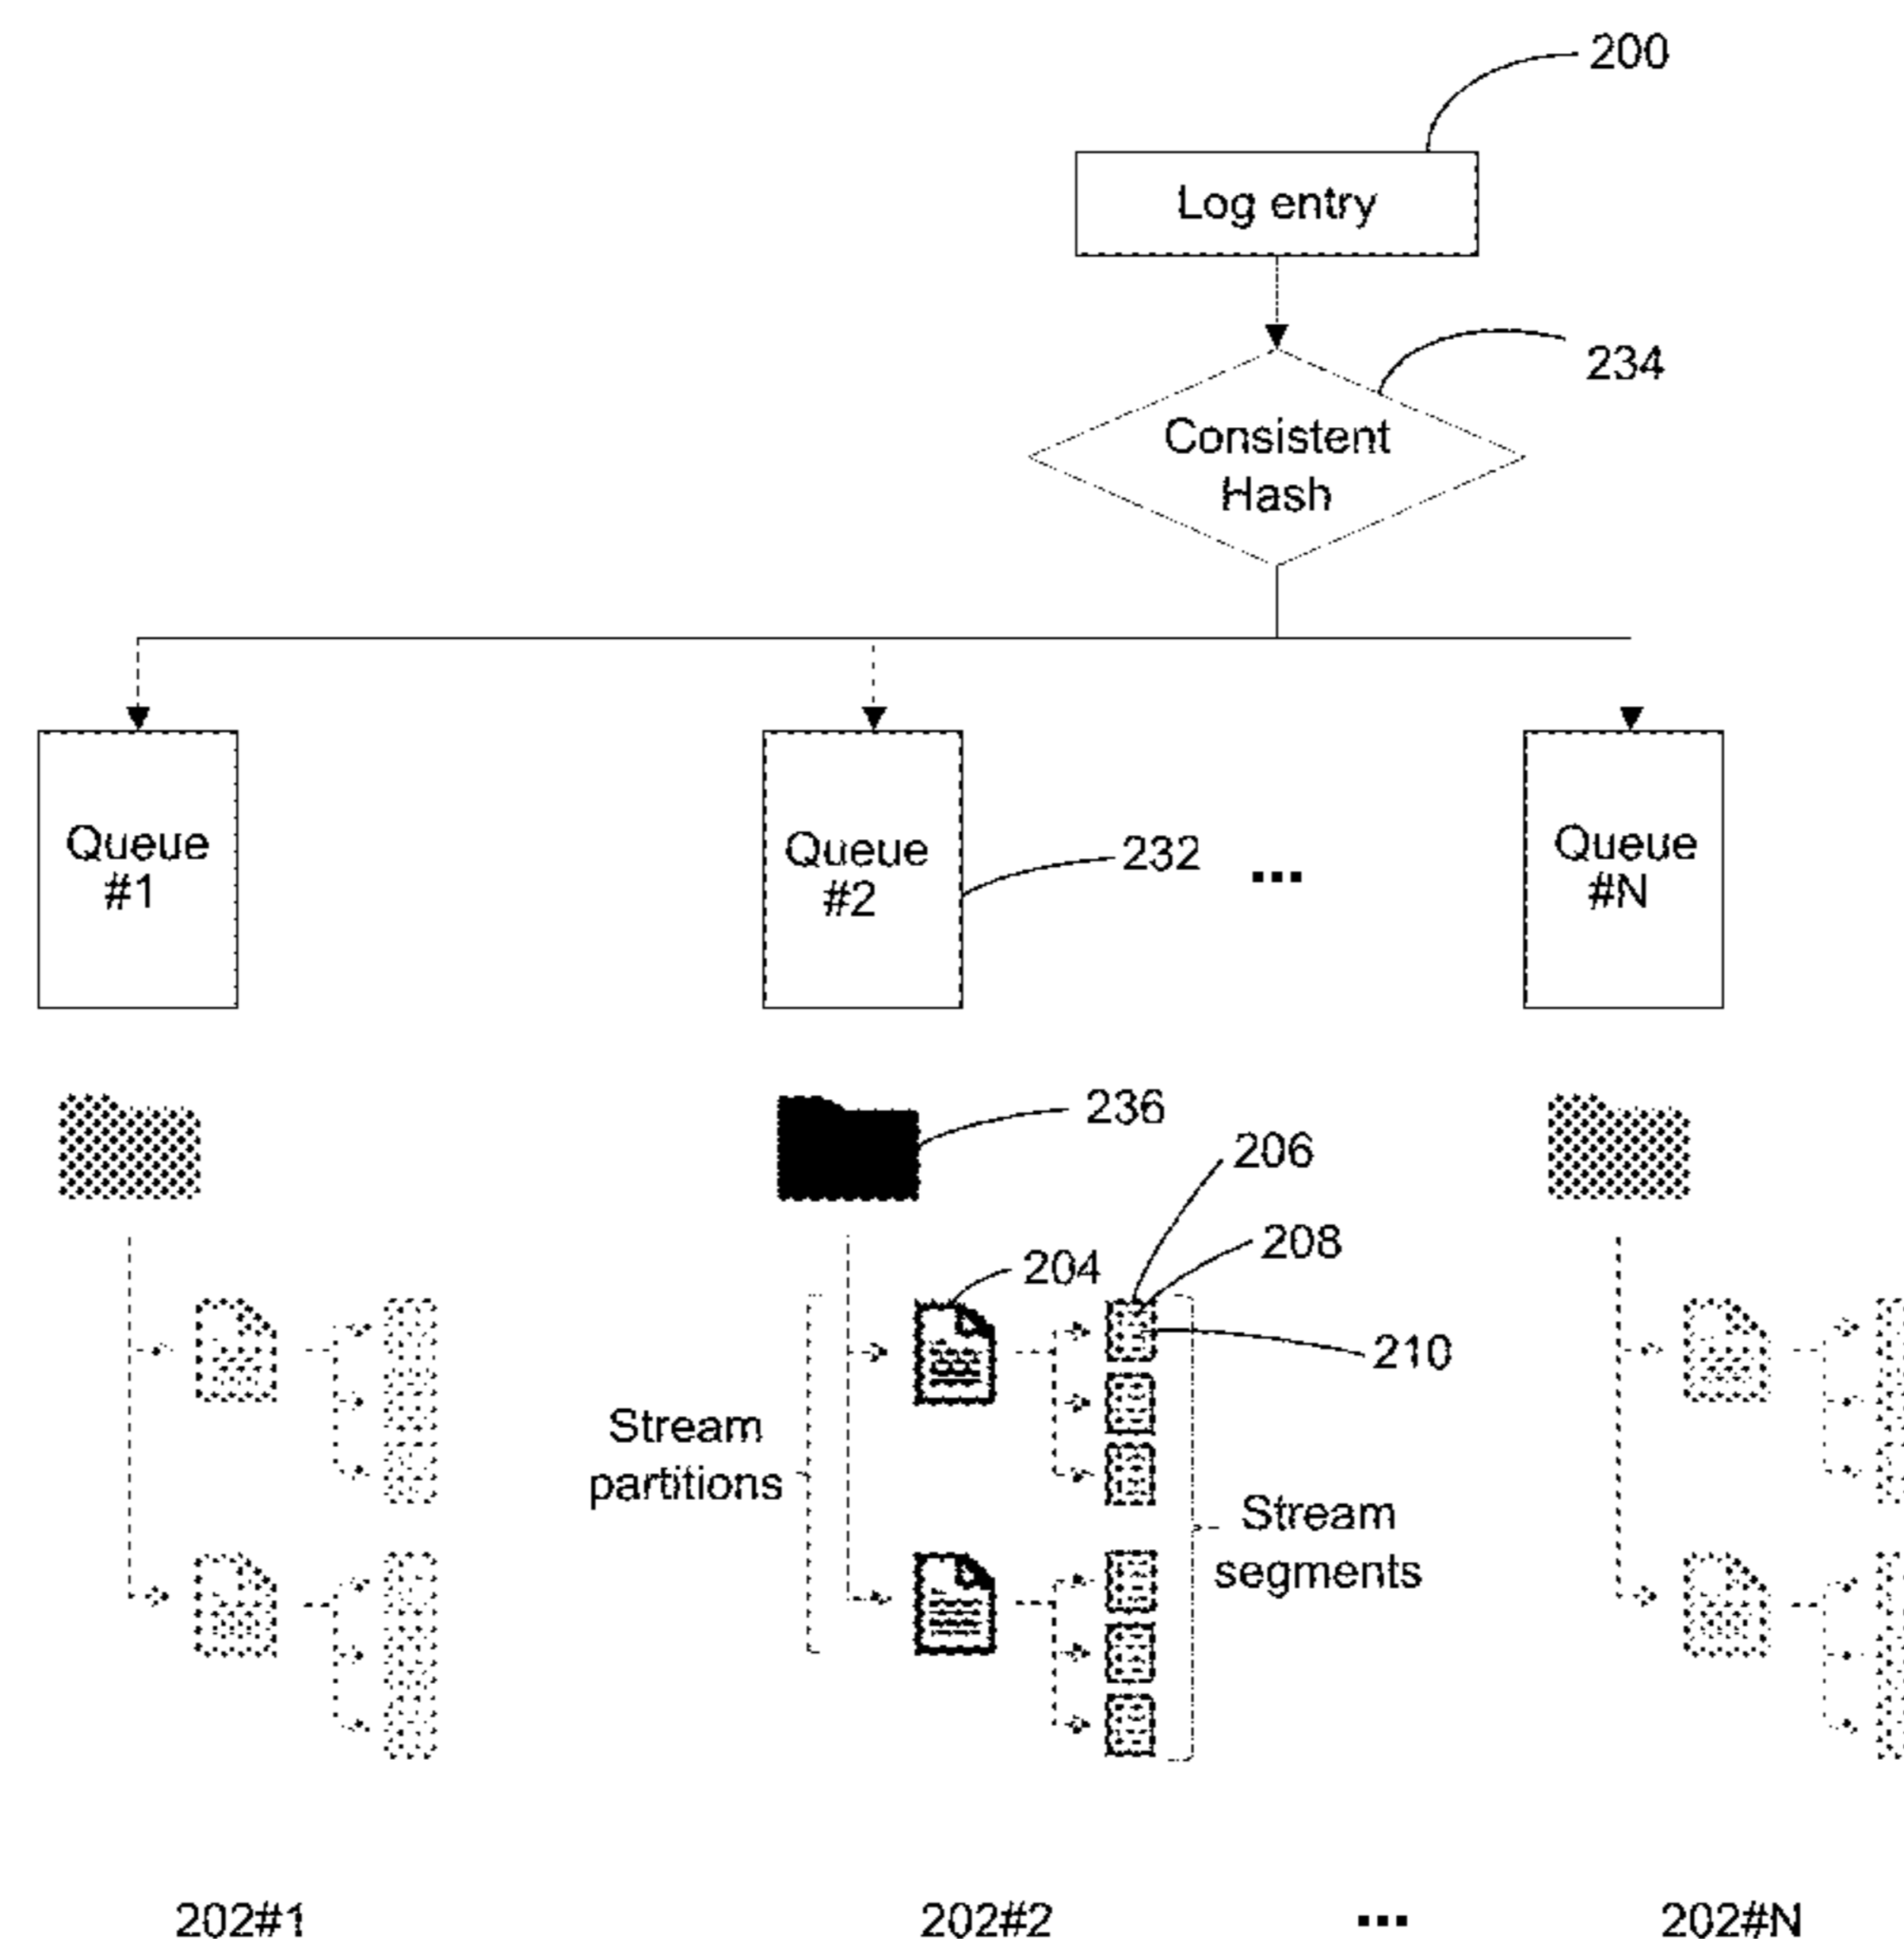 200
Log entry
234
Consistent
Hash
Queue
#1
Queue
#2
232
...
Queue
#N
236
206
208
204
210
Stream
partitions
Stream
segments
202#1
202#2
...
202#N